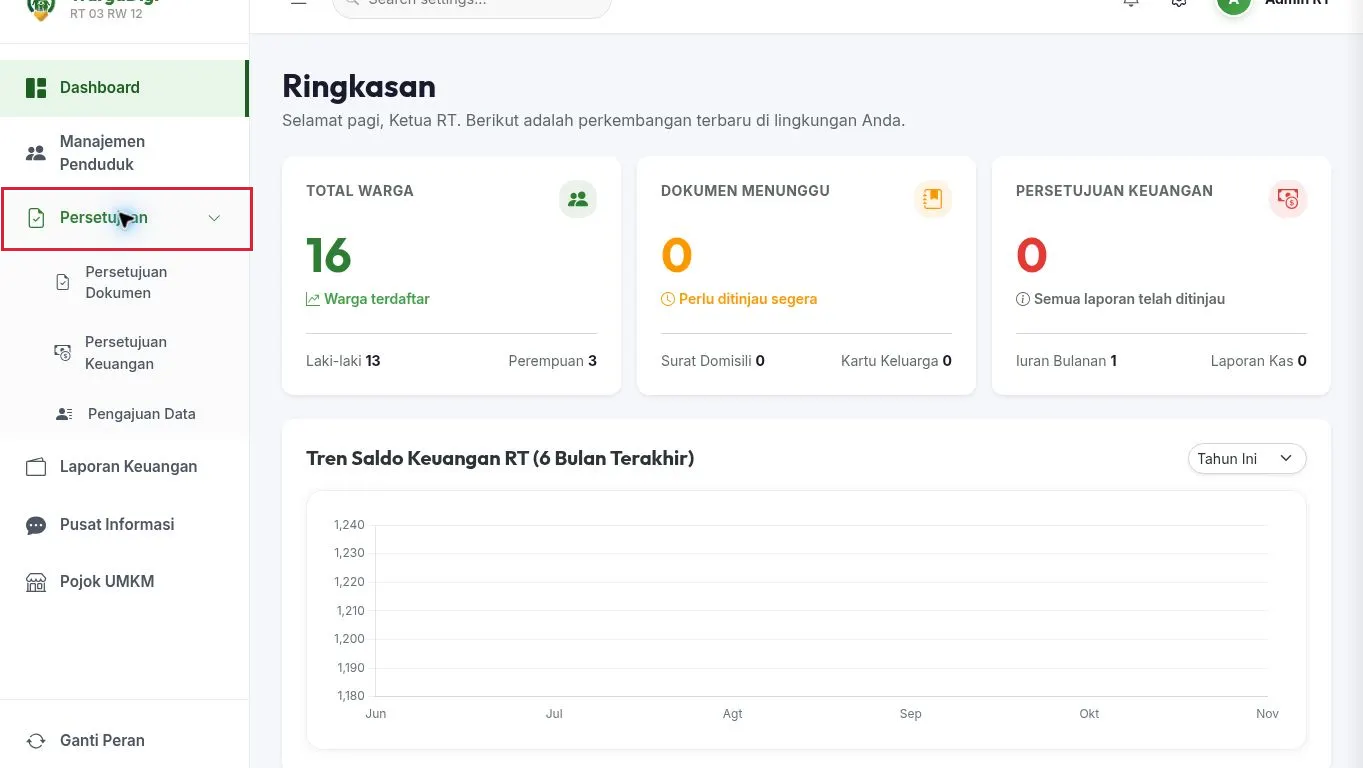 RT 03 RW 12
Search settings...
Admin RT
A
Dashboard
Manajemen
Penduduk
Persetujuan
Persetujuan
Dokumen
Persetujuan
Keuangan
Pengajuan Data
Laporan Keuangan
Pusat Informasi
Pojok UMKM
Ganti Peran
Ringkasan
Selamat pagi, Ketua RT. Berikut adalah perkembangan terbaru di lingkungan Anda.
TOTAL WARGA
16
Warga terdaftar
Laki-laki 13
Perempuan 3
DOKUMEN MENUNGGU
0
Perlu ditinjau segera
Surat Domisili 0
Kartu Keluarga 0
PERSETUJUAN KEUANGAN
0
Semua laporan telah ditinjau
Iuran Bulanan 1
Laporan Kas 0
Tren Saldo Keuangan RT (6 Bulan Terakhir)
Tahun Ini
1,240
1,230
1,220
1,210
1,200
1,190
1,180
Jun Jul Agt Sep Okt Nov